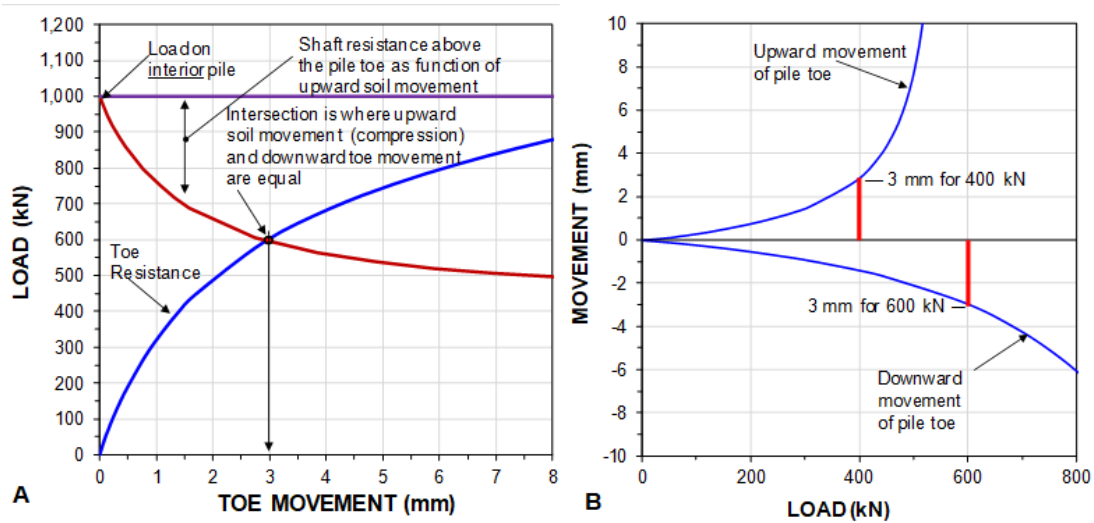 1,200
1,100
1,000
900
800
700
600
500
400
300
200
100
0
LOAD (kN)
Load on
interior pile
Shaft resistance above
the pile toe as function of
upward soil movement
Intersection is where upward
soil movement (compression)
and downward toe movement
are equal
Toe
Resistance
0 1 2 3 4 5 6 7 8
TOE MOVEMENT (mm)
A
10
8
6
4
2
0
-2
-4
-6
-8
-10
MOVEMENT (mm)
Upward movement
of pile toe
3 mm for 400 kN
3 mm for 600 kN
Downward
movement
of pile toe
0 200 400 600 800
LOAD (kN)
B